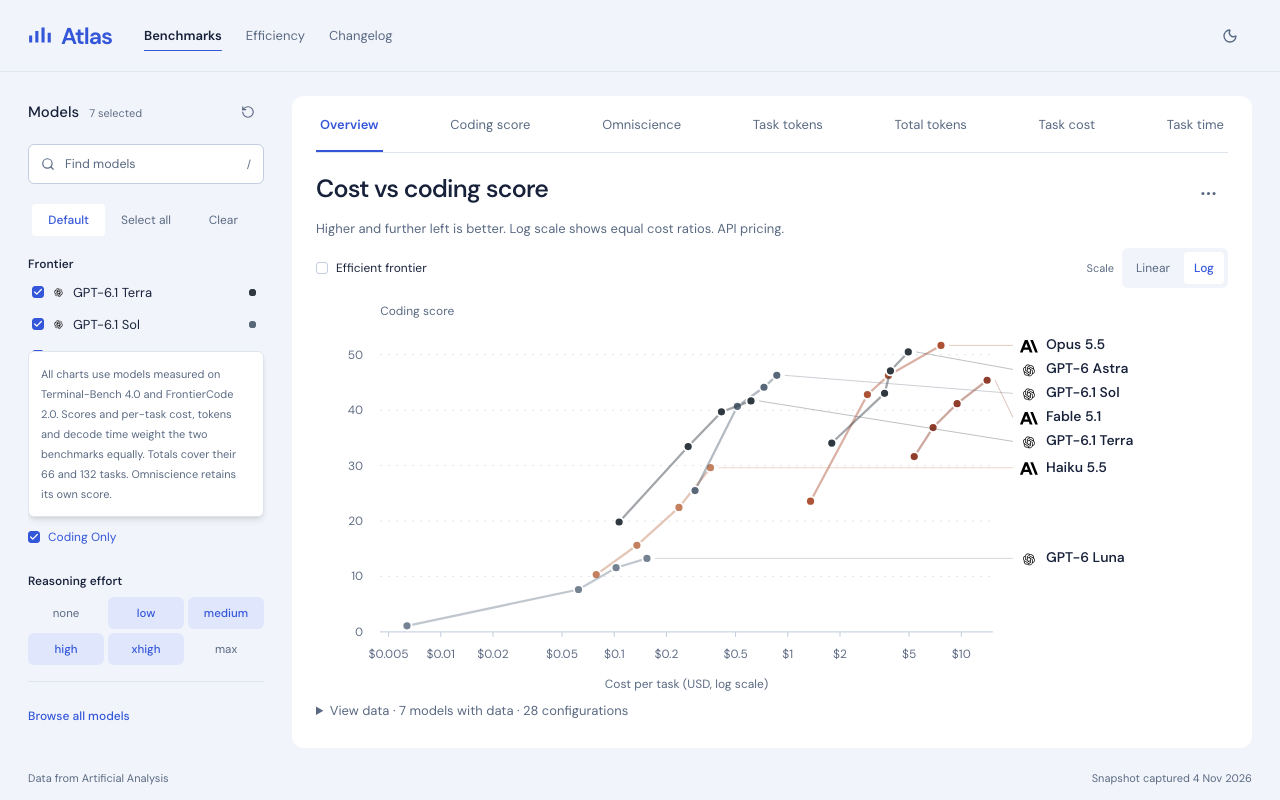 Atlas
Benchmarks
Efficiency
Changelog
Models 7 selected
Find models /
Default
Select all
Clear
Frontier
GPT-6.1 Terra
GPT-6.1 Sol
All charts use models measured on
Terminal-Bench 4.0 and FrontierCode
2.0. Scores and per-task cost, tokens
and decode time weight the two
benchmarks equally. Totals cover their
66 and 132 tasks. Omniscience retains
its own score.
Coding Only
Reasoning effort
none
low
medium
high
xhigh
max
Browse all models
Overview
Coding score
Omniscience
Task tokens
Total tokens
Task cost
Task time
Cost vs coding score
Higher and further left is better. Log scale shows equal cost ratios. API pricing.
Efficient frontier
Scale
Linear
Log
Coding score
50
40
30
20
10
0
$0.005
$0.01
$0.02
$0.05
$0.1
$0.2
$0.5
$1
$2
$5
$10
Cost per task (USD, log scale)
Opus 5.5
GPT-6 Astra
GPT-6.1 Sol
Fable 5.1
GPT-6.1 Terra
Haiku 5.5
GPT-6 Luna
View data · 7 models with data · 28 configurations
Data from Artificial Analysis
Snapshot captured 4 Nov 2026